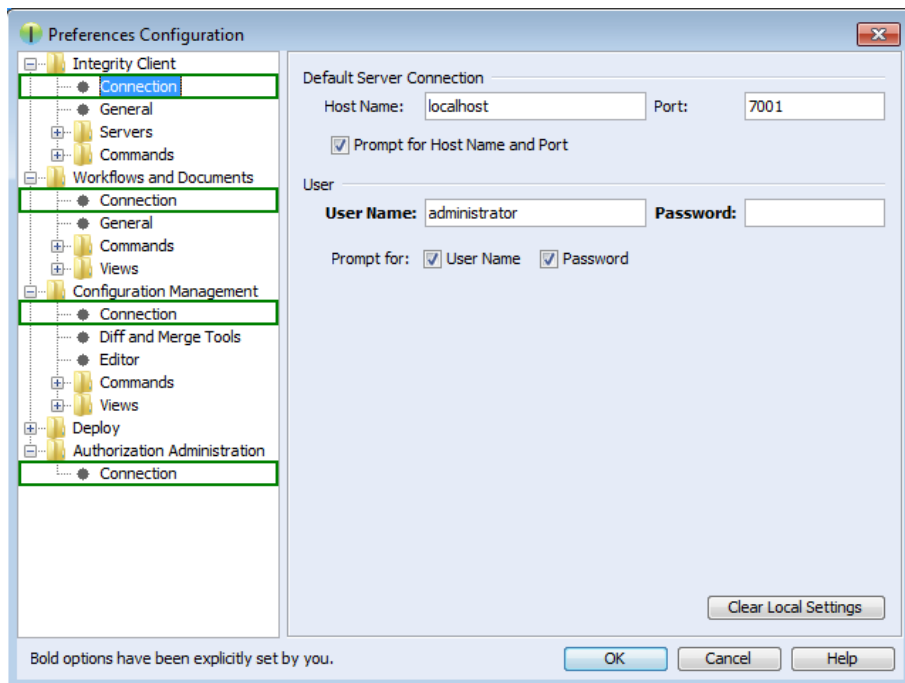 Preferences Configuration
Integrity Client
Connection
General
Servers
Commands
Workflows and Documents
Connection
General
Commands
Views
Configuration Management
Connection
Diff and Merge Tools
Editor
Commands
Views
Deploy
Authorization Administration
Connection
Default Server Connection
Host Name: localhost Port: 7001
Prompt for Host Name and Port
User
User Name: administrator Password:
Prompt for: User Name Password
Clear Local Settings
Bold options have been explicitly set by you. OK Cancel Help